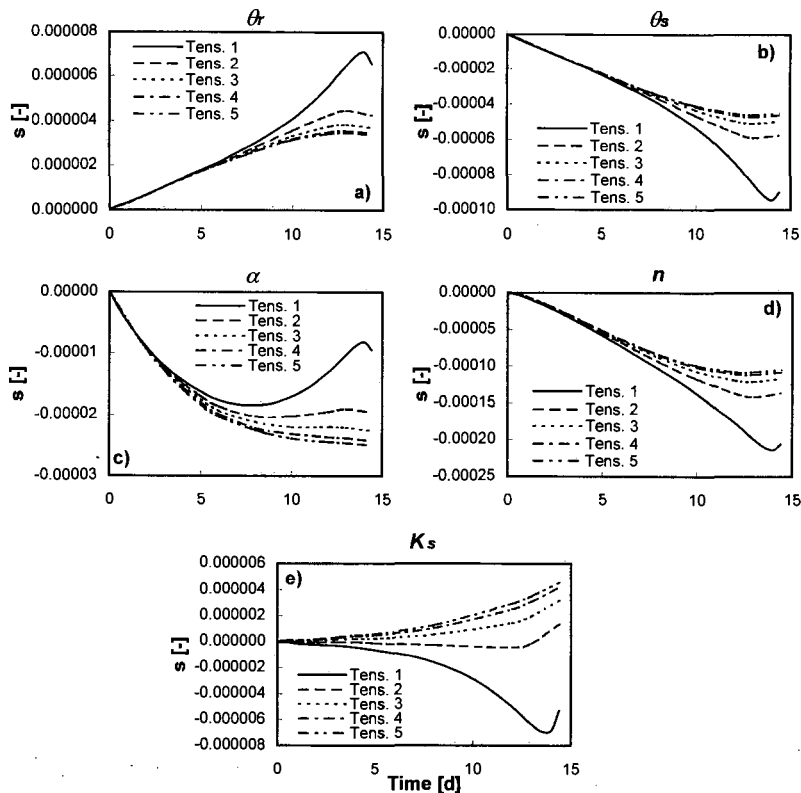 θr
0.000008
0.000006
0.000004
0.000002
0.000000
s [-]
Tens. 1
Tens. 2
Tens. 3
Tens. 4
Tens. 5
a)
0 5 10 15
θs
0.00000
-0.00002
-0.00004
-0.00006
-0.00008
-0.00010
s [-]
b)
Tens. 1
Tens. 2
Tens. 3
Tens. 4
Tens. 5
0 5 10 15
α
0.00000
-0.00001
-0.00002
-0.00003
s [-]
Tens. 1
Tens. 2
Tens. 3
Tens. 4
Tens. 5
c)
0 5 10 15
n
0.00000
-0.00005
-0.00010
-0.00015
-0.00020
-0.00025
s [-]
d)
Tens. 1
Tens. 2
Tens. 3
Tens. 4
Tens. 5
0 5 10 15
Ks
0.000006
0.000004
0.000002
0.000000
-0.000002
-0.000004
-0.000006
-0.000008
s [-]
e)
Tens. 1
Tens. 2
Tens. 3
Tens. 4
Tens. 5
0 5 10 15
Time [d]